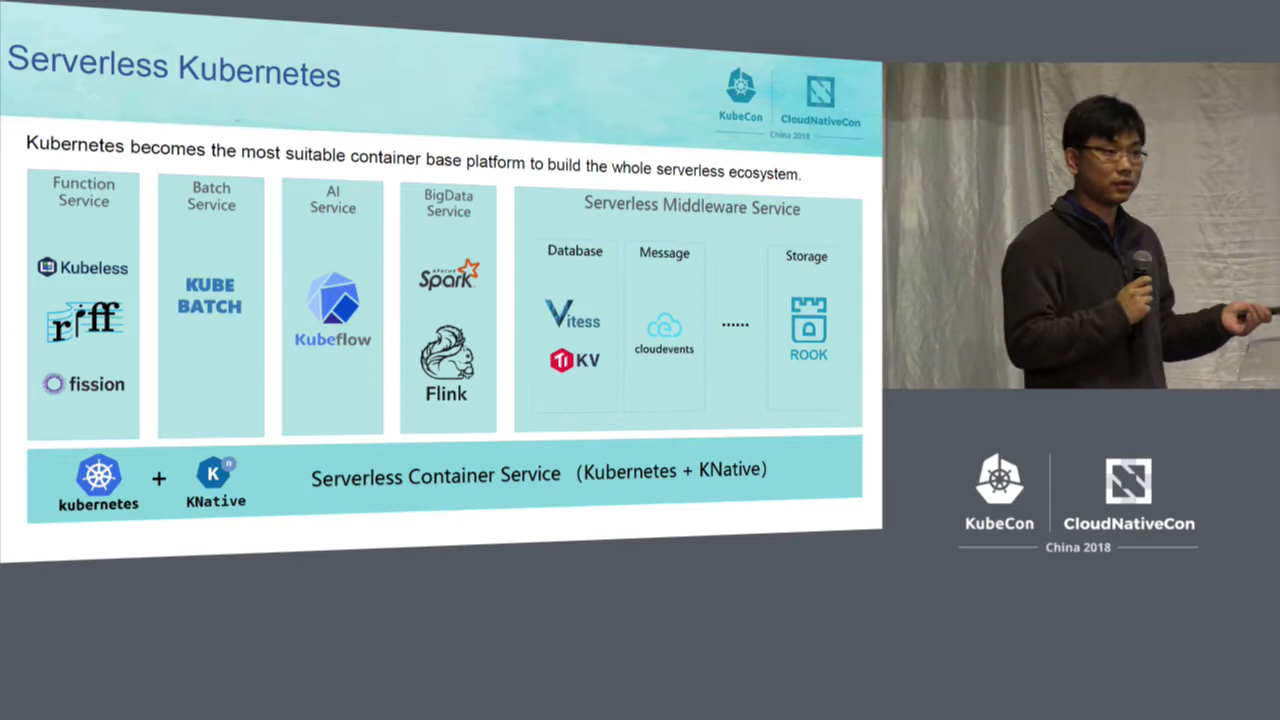 Serverless Kubernetes
KubeCon
CloudNativeCon
China 2018
Kubernetes becomes the most suitable container base platform to build the whole serverless ecosystem.
Function
Service
Kubeless
riff
fission
Batch
Service
KUBE
BATCH
AI
Service
Kubeflow
BigData
Service
APACHE
Spark
Flink
Serverless Middleware Service
Database
Vitess
TiKV
Message
cloudevents
......
Storage
ROOK
kubernetes
+
K
n
KNative
Serverless Container Service （Kubernetes + KNative）
KubeCon
CloudNativeCon
China 2018